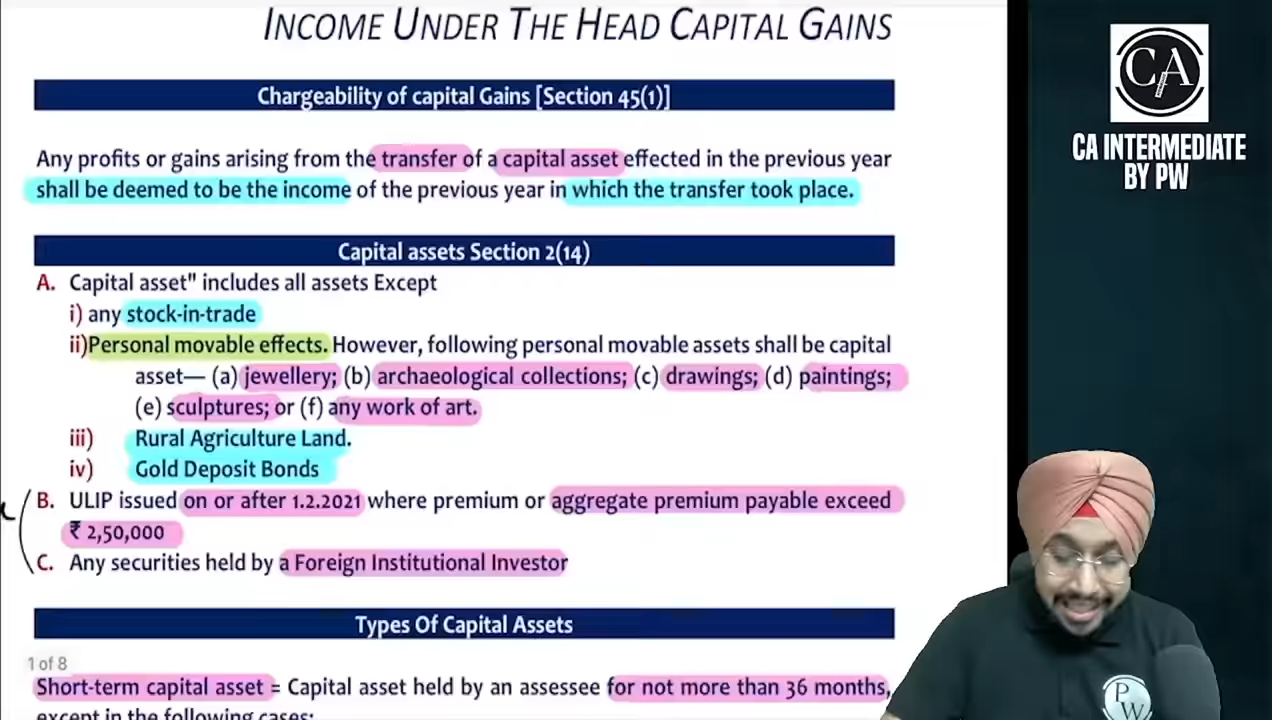 INCOME UNDER THE HEAD CAPITAL GAINS
Chargeability of capital Gains [Section 45(1)]
Any profits or gains arising from the transfer of a capital asset effected in the previous year
shall be deemed to be the income of the previous year in which the transfer took place.
Capital assets Section 2(14)
A. Capital asset" includes all assets Except
i) any stock-in-trade
ii)Personal movable effects. However, following personal movable assets shall be capital
asset— (a) jewellery; (b) archaeological collections; (c) drawings; (d) paintings;
(e) sculptures; or (f) any work of art.
iii) Rural Agriculture Land.
iv) Gold Deposit Bonds
B. ULIP issued on or after 1.2.2021 where premium or aggregate premium payable exceed
₹ 2,50,000
C. Any securities held by a Foreign Institutional Investor
Types Of Capital Assets
1 of 8
Short-term capital asset = Capital asset held by an assessee for not more than 36 months,
except in the following cases:
CA
CA INTERMEDIATE
BY PW
P
W